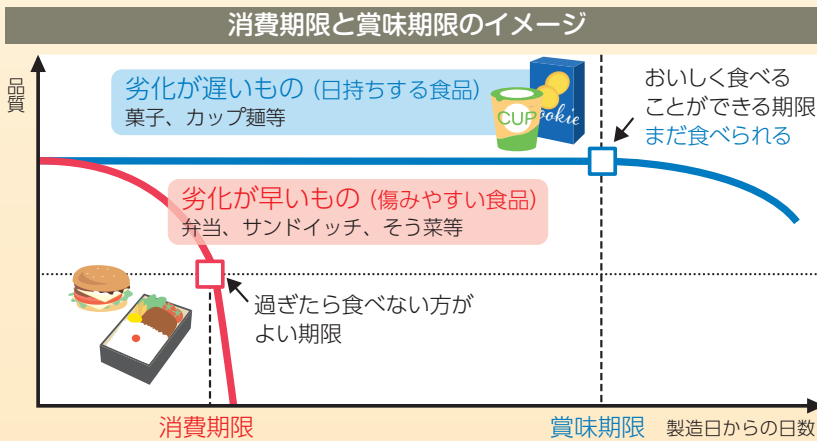 消費期限と賞味期限のイメージ
品質
劣化が遅いもの（日持ちする食品）
菓子、カップ麺等
CUP
ookie
おいしく食べる
ことができる期限
まだ食べられる
劣化が早いもの（傷みやすい食品）
弁当、サンドイッチ、そう菜等
過ぎたら食べない方が
よい期限
消費期限
賞味期限
製造日からの日数